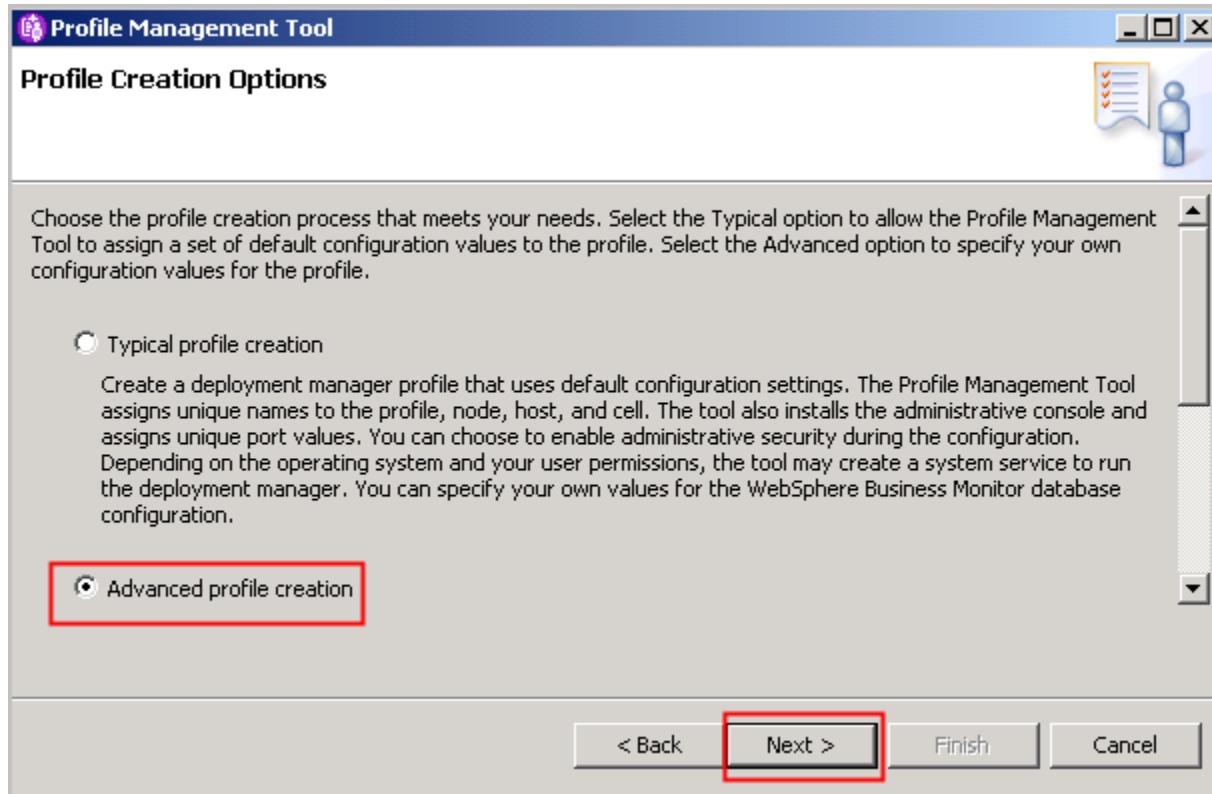 Profile Management Tool
Profile Creation Options
Choose the profile creation process that meets your needs. Select the Typical option to allow the Profile Management
Tool to assign a set of default configuration values to the profile. Select the Advanced option to specify your own
configuration values for the profile.
Typical profile creation
Create a deployment manager profile that uses default configuration settings. The Profile Management Tool
assigns unique names to the profile, node, host, and cell. The tool also installs the administrative console and
assigns unique port values. You can choose to enable administrative security during the configuration.
Depending on the operating system and your user permissions, the tool may create a system service to run
the deployment manager. You can specify your own values for the WebSphere Business Monitor database
configuration.
Advanced profile creation
< Back
Next >
Finish
Cancel